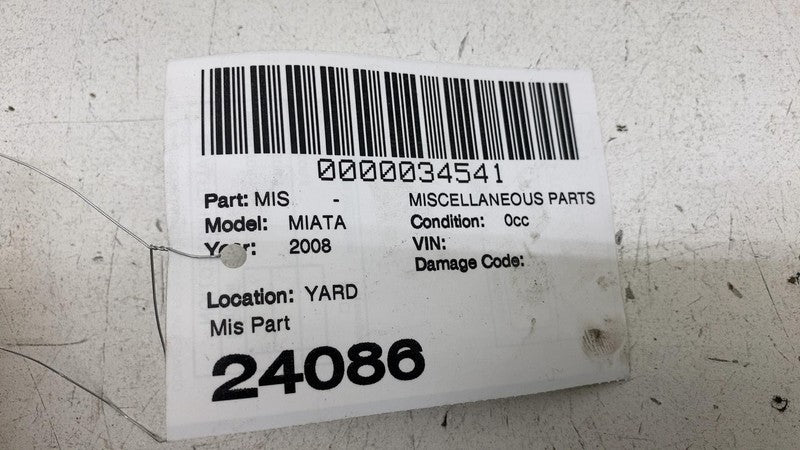 0000034541
Part: MIS - MISCELLANEOUS PARTS
Model: MIATA Condition: 0cc
Year: 2008 VIN:
Damage Code:
Location: YARD
Mis Part
24086